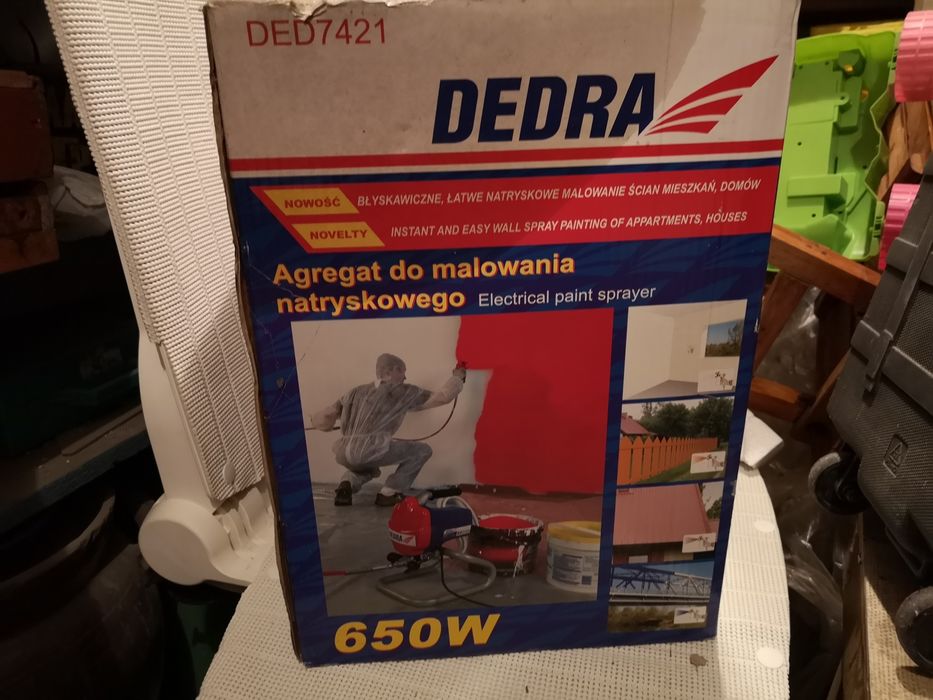 DED7421
DEDRA
NOWOŚĆ BŁYSKAWICZNE, ŁATWE NATRYSKOWE MALOWANIE ŚCIAN MIESZKAŃ, DOMÓW
NOVELTY INSTANT AND EASY WALL SPRAY PAINTING OF APPARTMENTS, HOUSES
Agregat do malowania
natryskowego Electrical paint sprayer
DEDRA
650W